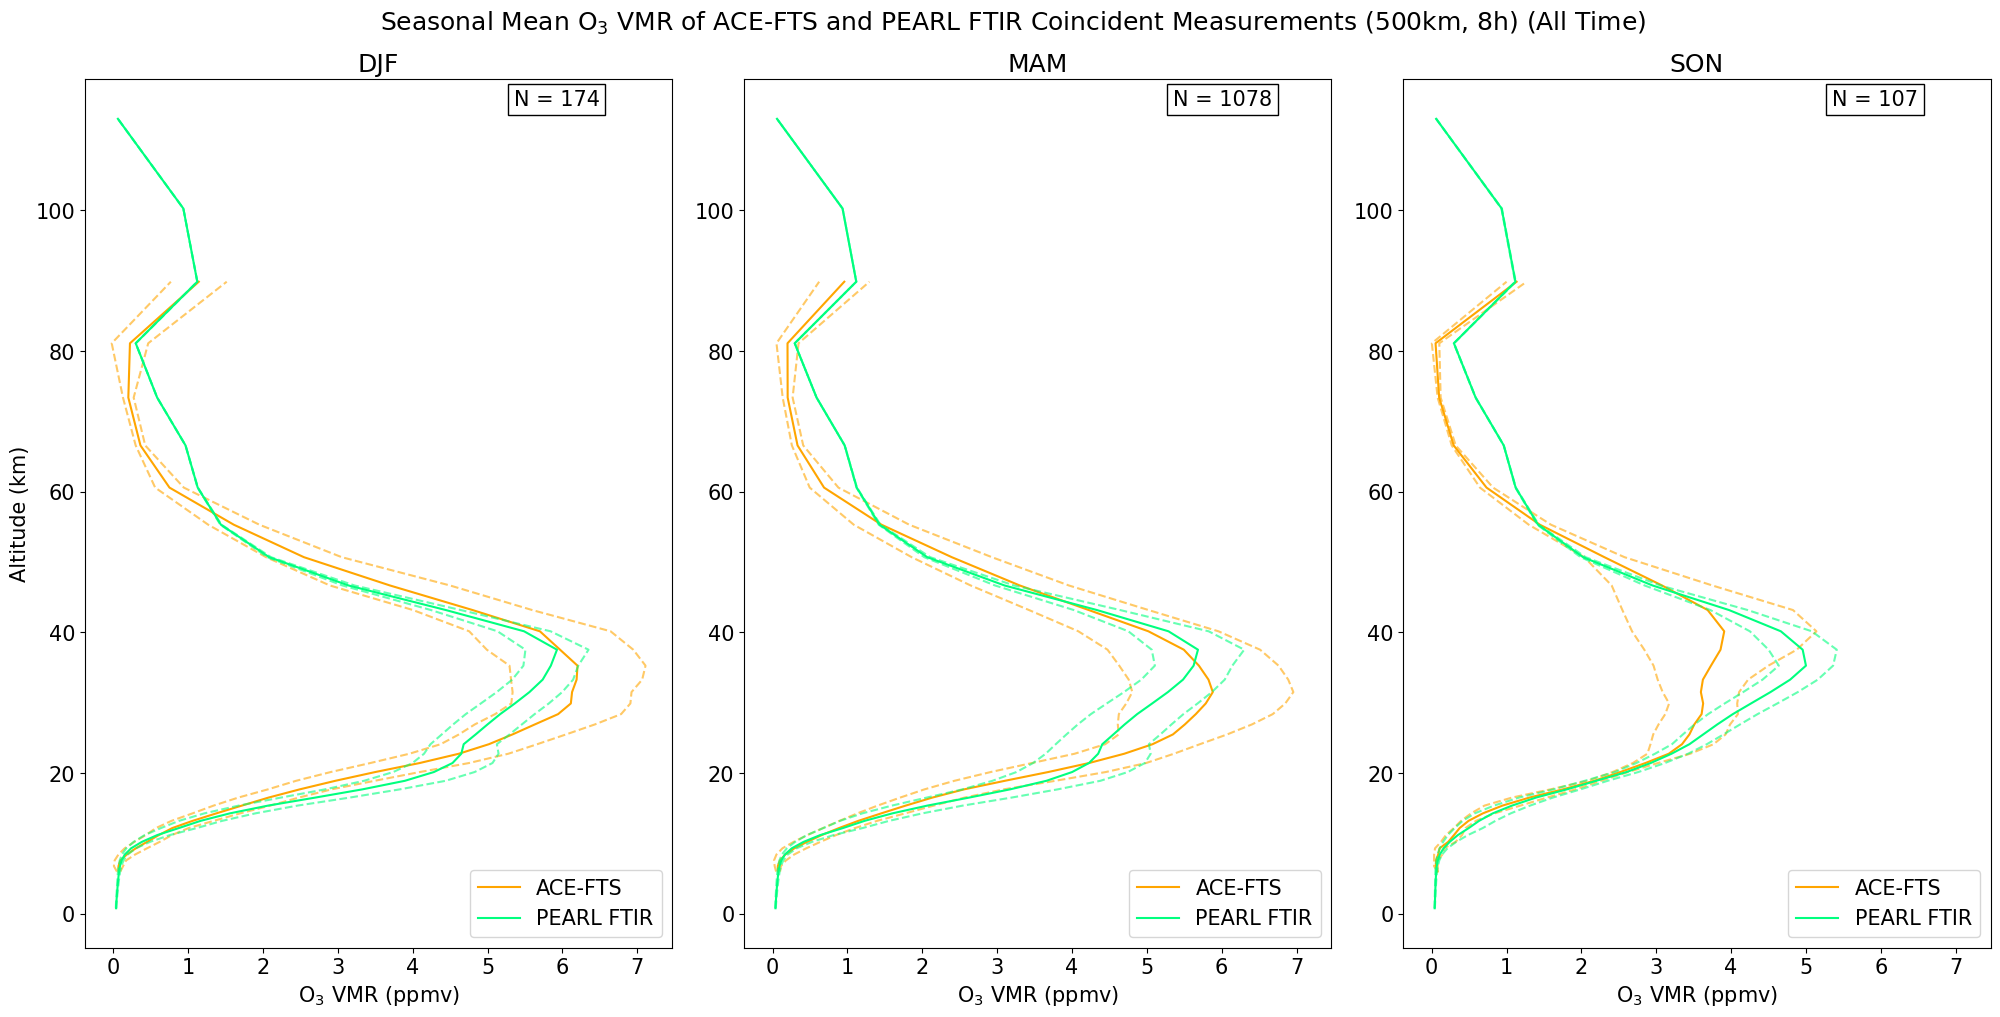 Seasonal Mean O₃ VMR of ACE-FTS and PEARL FTIR Coincident Measurements (500km, 8h) (All Time)
DJF
N = 174
Altitude (km)
100
80
60
40
20
0
ACE-FTS
PEARL FTIR
0 1 2 3 4 5 6 7
O₃ VMR (ppmv)
MAM
N = 1078
100
80
60
40
20
0
ACE-FTS
PEARL FTIR
0 1 2 3 4 5 6 7
O₃ VMR (ppmv)
SON
N = 107
100
80
60
40
20
0
ACE-FTS
PEARL FTIR
0 1 2 3 4 5 6 7
O₃ VMR (ppmv)